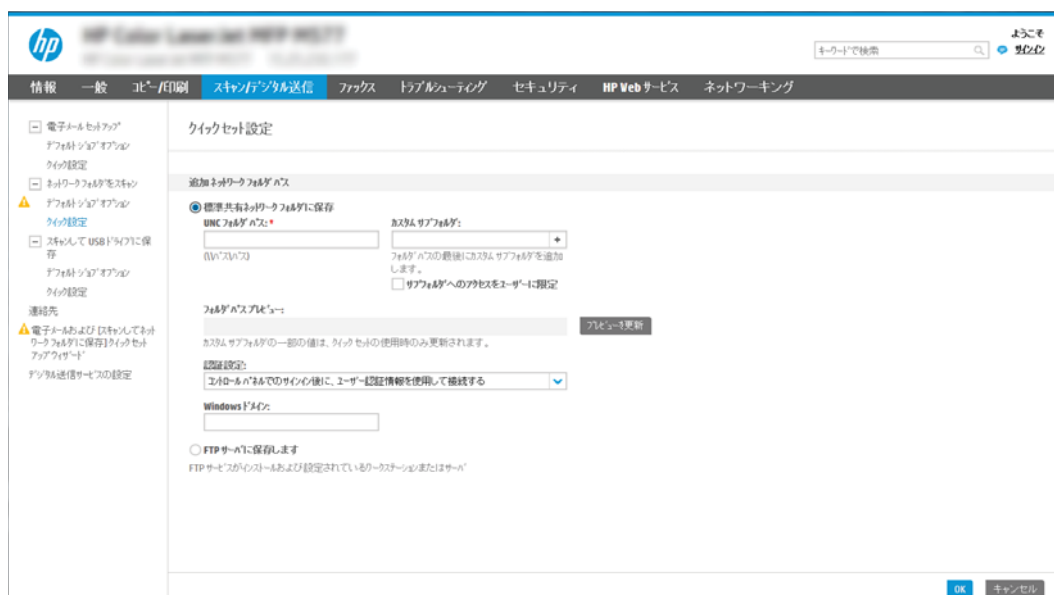 hp
HP Color LaserJet MFP M577
ようこそ
キーワードで検索
サインイン
情報 一般 コピー/印刷 スキャン/デジタル送信 ファックス トラブルシューティング セキュリティ HP Web サービス ネットワーキング
電子メール セットアップ
デフォルト ジョブ オプション
クイック設定
ネットワーク フォルダをスキャン
デフォルト ジョブ オプション
クイック設定
スキャンして USB ドライブに保
存
デフォルト ジョブ オプション
クイック設定
連絡先
電子メールおよび [スキャンしてネット
ワーク フォルダに保存] クイック セット
アップ ウィザード
デジタル送信サービスの設定
クイック セット設定
追加ネットワーク フォルダ パス
標準共有ネットワーク フォルダに保存
UNC フォルダ パス: *
(\\パス\パス)
カスタム サブフォルダ:
フォルダ パスの最後にカスタム サブフォルダを追加
します。
サブフォルダへのアクセスをユーザーに限定
フォルダ パス プレビュー:
プレビューを更新
カスタム サブフォルダの一部の値は、クイック セットの使用時のみ更新されます。
認証設定:
コントロール パネルでのサインイン後に、ユーザー認証情報を使用して接続する
Windows ドメイン:
FTP サーバに保存します
FTP サービスがインストールおよび設定されているワークステーションまたはサーバ
OK キャンセル